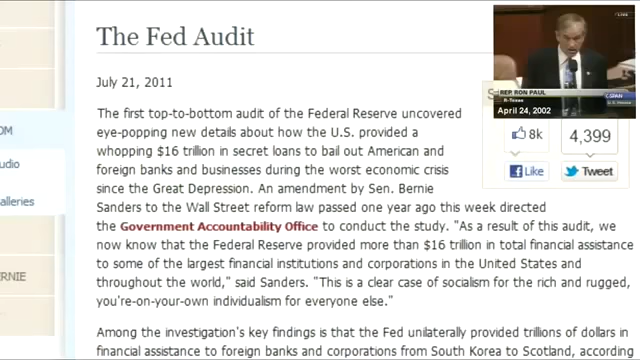 The Fed Audit
LIVE
REP. RON PAUL
R-Texas
April 24, 2002
July 21, 2011
8k
4,399
Like
Tweet
The first top-to-bottom audit of the Federal Reserve uncovered
eye-popping new details about how the U.S. provided a
whopping $16 trillion in secret loans to bail out American and
foreign banks and businesses during the worst economic crisis
since the Great Depression. An amendment by Sen. Bernie
Sanders to the Wall Street reform law passed one year ago this week directed
the Government Accountability Office to conduct the study. "As a result of this audit, we
now know that the Federal Reserve provided more than $16 trillion in total financial assistance
to some of the largest financial institutions and corporations in the United States and
throughout the world," said Sanders. "This is a clear case of socialism for the rich and rugged,
you're-on-your-own individualism for everyone else."
Among the investigation's key findings is that the Fed unilaterally provided trillions of dollars in
financial assistance to foreign banks and corporations from South Korea to Scotland, according
OM
udio
alleries
ERNIE